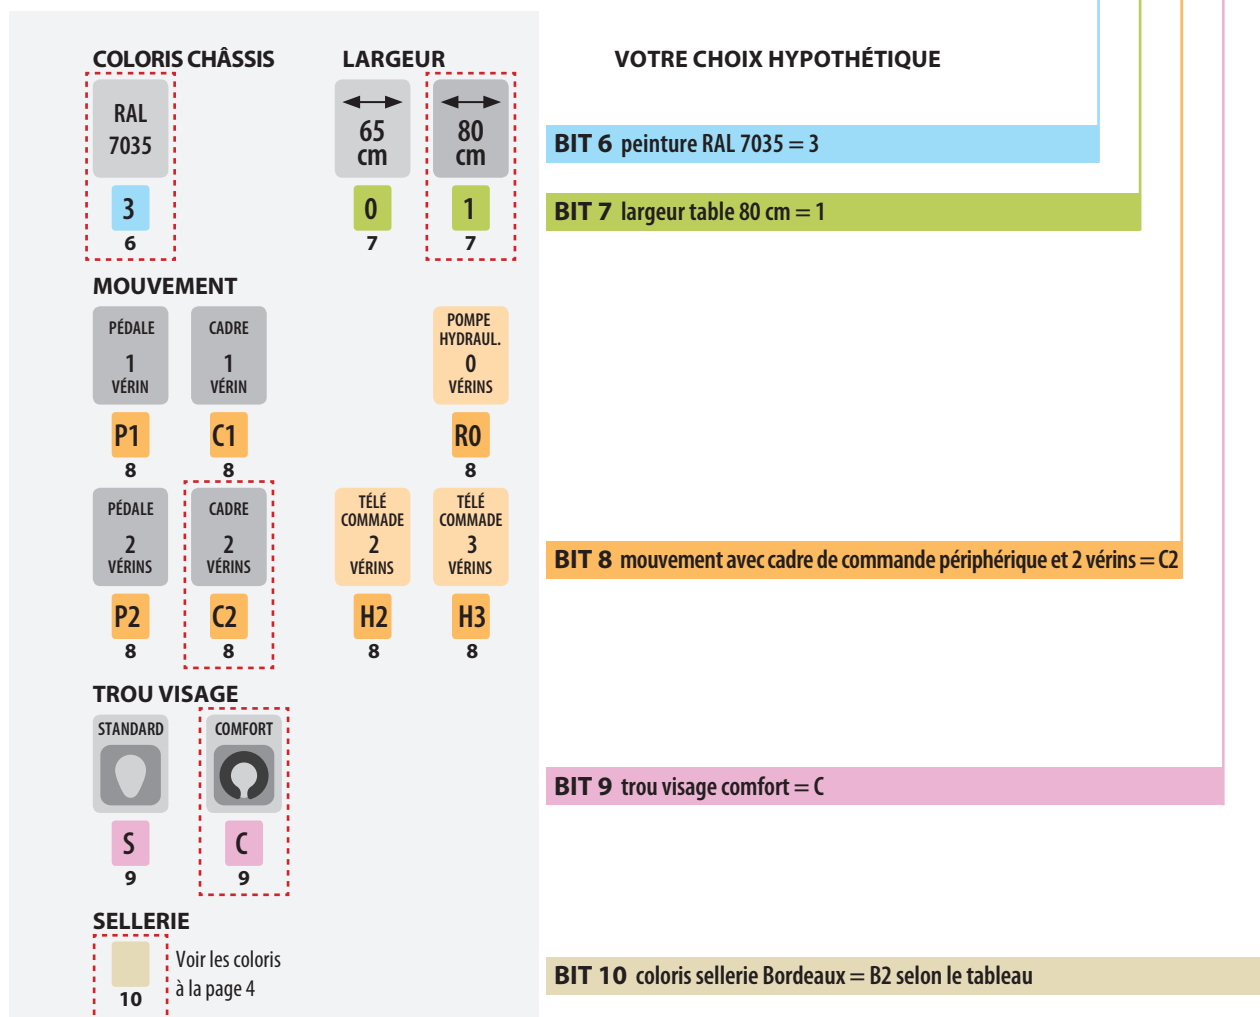 COLORIS CHÂSSIS
LARGEUR
VOTRE CHOIX HYPOTHÉTIQUE
RAL
7035
65
cm
80
cm
BIT 6 peinture RAL 7035 = 3
3
0
1
BIT 7 largeur table 80 cm = 1
6
7
7
MOUVEMENT
PÉDALE
1
VÉRIN
CADRE
1
VÉRIN
POMPE
HYDRAUL.
0
VÉRINS
P1
C1
R0
8
8
8
PÉDALE
2
VÉRINS
CADRE
2
VÉRINS
TÉLÉ
COMMADE
2
VÉRINS
TÉLÉ
COMMADE
3
VÉRINS
BIT 8 mouvement avec cadre de commande périphérique et 2 vérins = C2
P2
C2
H2
H3
8
8
8
8
TROU VISAGE
STANDARD
COMFORT
BIT 9 trou visage comfort = C
S
C
9
9
SELLERIE
Voir les coloris
à la page 4
10
BIT 10 coloris sellerie Bordeaux = B2 selon le tableau